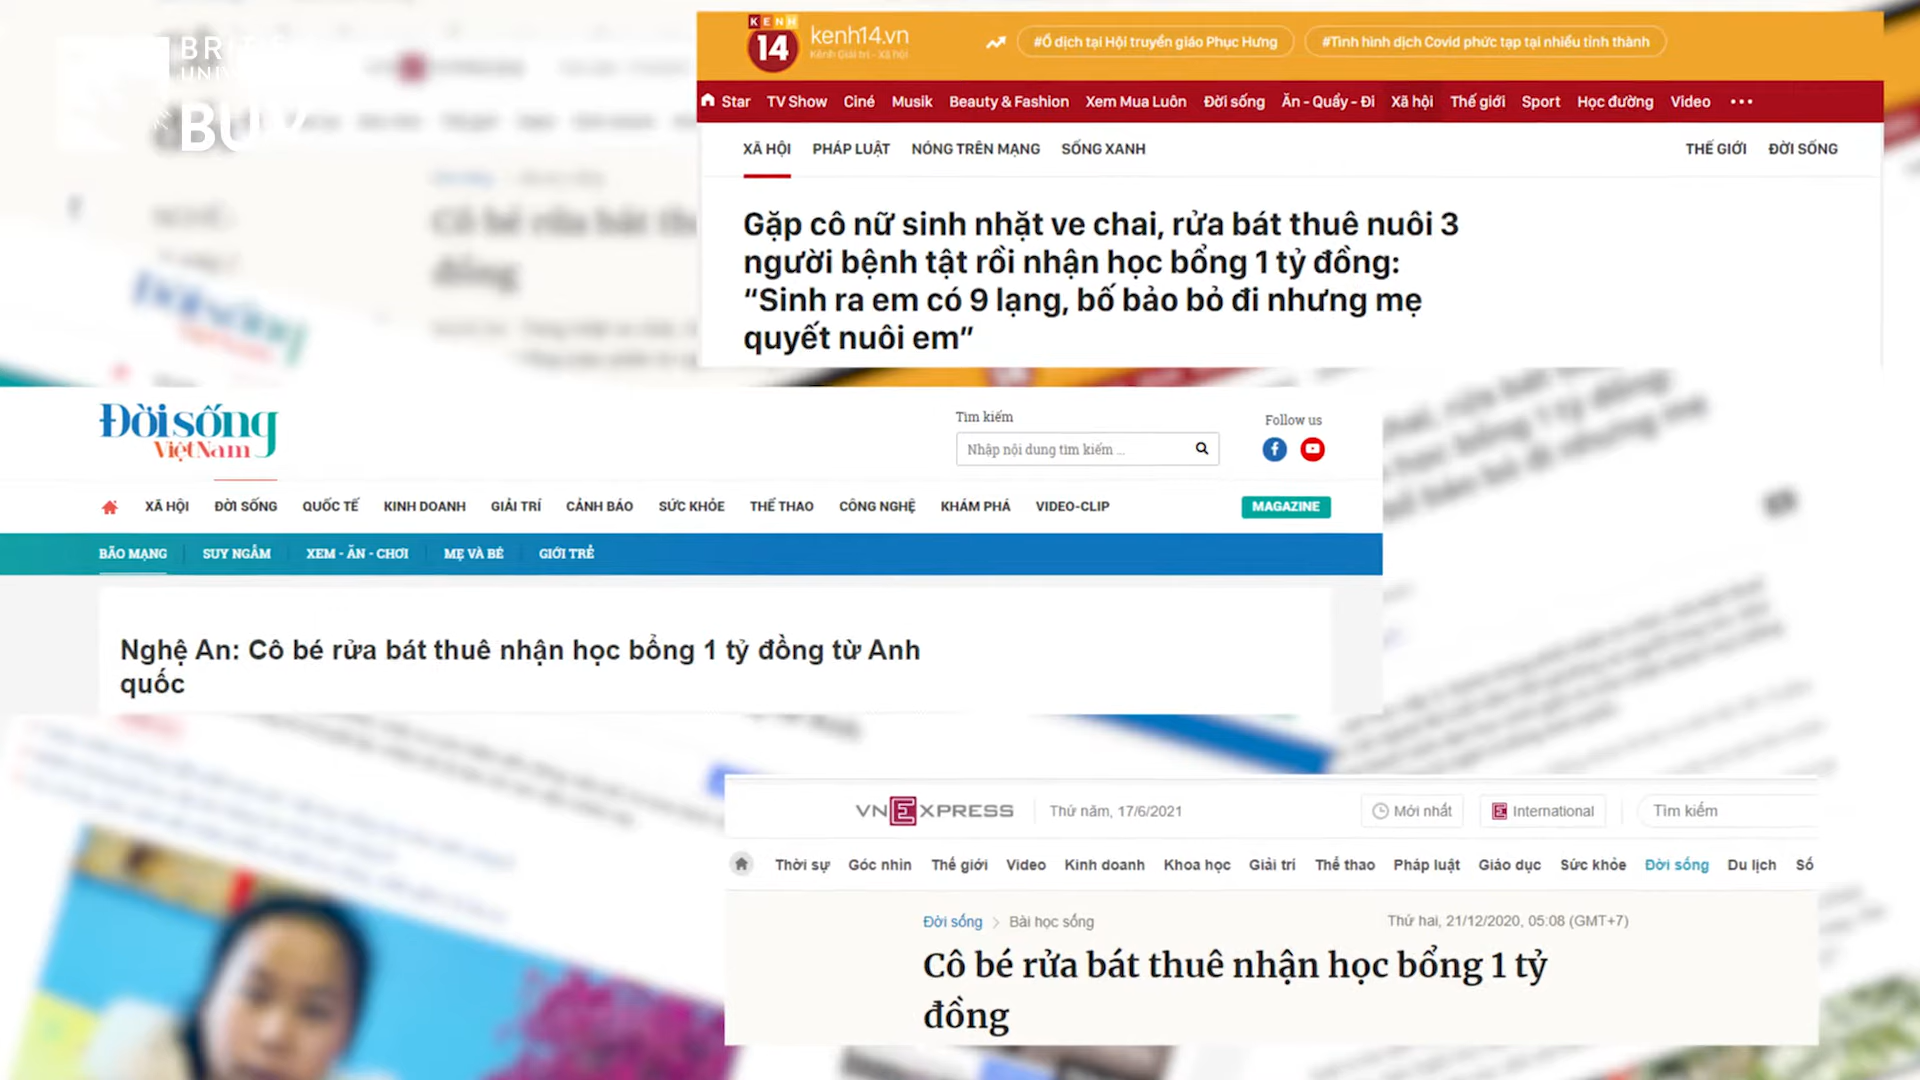 BRITI
UNIV
BUV
KENH
14
kenh14.vn
Kênh Giải trí - Xã hội
#Ổ dịch tại Hội truyền giáo Phục Hưng
#Tình hình dịch Covid phức tạp tại nhiều tỉnh thành
Star TV Show Ciné Musik Beauty & Fashion Xem Mua Luôn Đời sống Ăn - Quẩy - Đi Xã hội Thế giới Sport Học đường Video
XÃ HỘI PHÁP LUẬT NÓNG TRÊN MẠNG SỐNG XANH THẾ GIỚI ĐỜI SỐNG
Gặp cô nữ sinh nhặt ve chai, rửa bát thuê nuôi 3
người bệnh tật rồi nhận học bổng 1 tỷ đồng:
“Sinh ra em có 9 lạng, bố bảo bỏ đi nhưng mẹ
quyết nuôi em”
Đời sống
Việt Nam
Tìm kiếm
Nhập nội dung tìm kiếm ...
Follow us
XÃ HỘI ĐỜI SỐNG QUỐC TẾ KINH DOANH GIẢI TRÍ CẢNH BÁO SỨC KHỎE THỂ THAO CÔNG NGHỆ KHÁM PHÁ VIDEO-CLIP MAGAZINE
BÃO MẠNG SUY NGẪM XEM - ĂN - CHƠI MẸ VÀ BÉ GIỚI TRẺ
Nghệ An: Cô bé rửa bát thuê nhận học bổng 1 tỷ đồng từ Anh
quốc
VNEXPRESS Thứ năm, 17/6/2021 Mới nhất International Tìm kiếm
Thời sự Góc nhìn Thế giới Video Kinh doanh Khoa học Giải trí Thể thao Pháp luật Giáo dục Sức khỏe Đời sống Du lịch Số
Đời sống > Bài học sống Thứ hai, 21/12/2020, 05:08 (GMT+7)
Cô bé rửa bát thuê nhận học bổng 1 tỷ
đồng